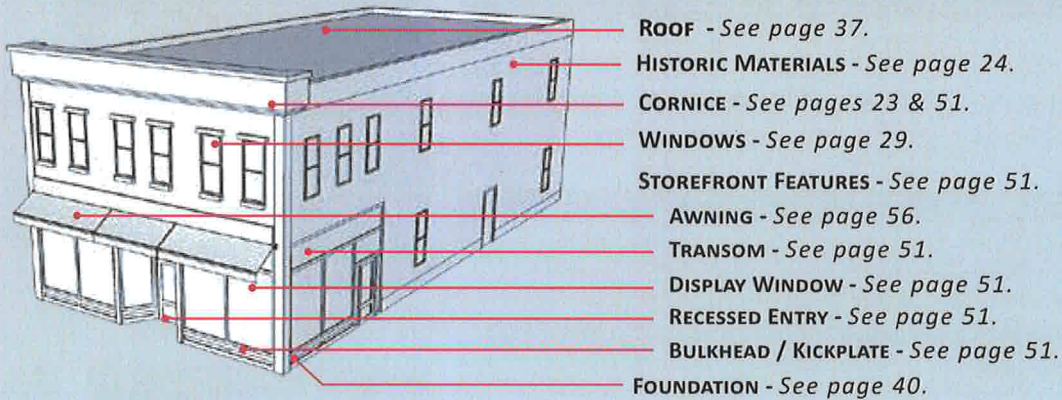 ROOF - See page 37.
HISTORIC MATERIALS - See page 24.
CORNICE - See pages 23 & 51.
WINDOWS - See page 29.
STOREFRONT FEATURES - See page 51.
AWNING - See page 56.
TRANSOM - See page 51.
DISPLAY WINDOW - See page 51.
RECESSED ENTRY - See page 51.
BULKHEAD / KICKPLATE - See page 51.
FOUNDATION - See page 40.